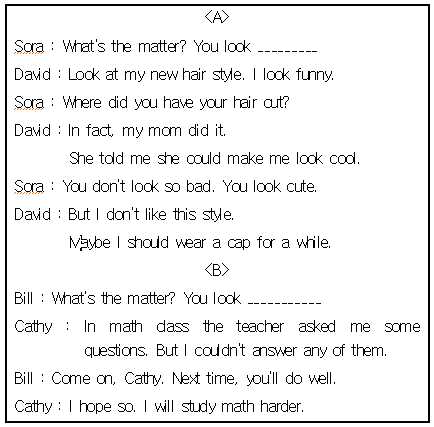 <A>
Sora : What's the matter? You look _________
David : Look at my new hair style. I look funny.
Sora : Where did you have your hair cut?
David : In fact, my mom did it.
She told me she could make me look cool.
Sora : You don't look so bad. You look cute.
David : But I don't like this style.
Maybe I should wear a cap for a while.
<B>
Bill : What's the matter? You look ___________
Cathy : In math class the teacher asked me some
questions. But I couldn't answer any of them.
Bill : Come on, Cathy. Next time, you'll do well.
Cathy : I hope so. I will study math harder.